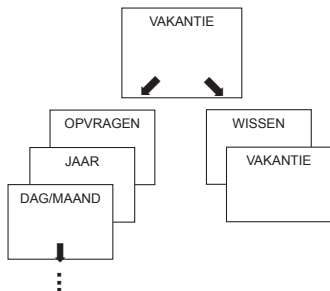 VAKANTIE
OPVRAGEN
WISSEN
JAAR
VAKANTIE
DAG/MAAND